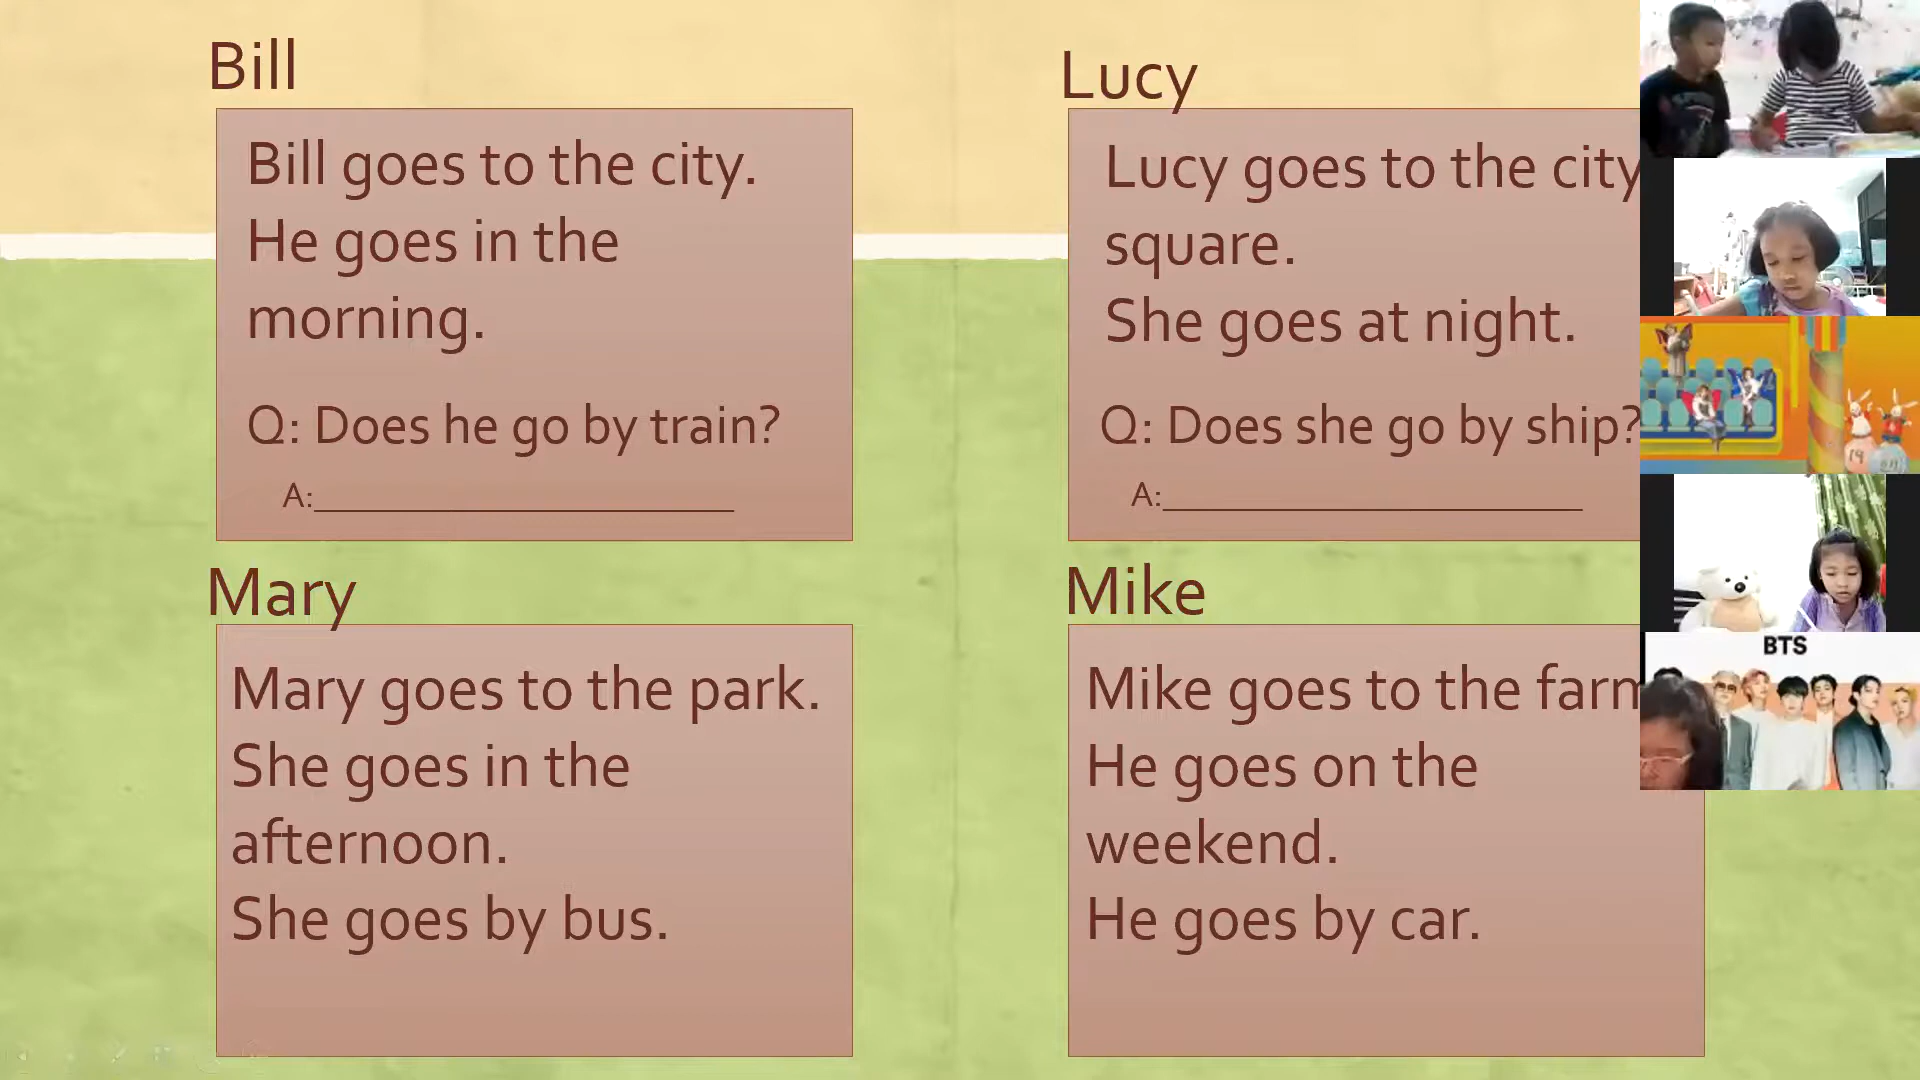 Bill
Bill goes to the city.
He goes in the
morning.
Q: Does he go by train?
A:
Lucy
Lucy goes to the city
square.
She goes at night.
Q: Does she go by ship?
A:
Mary
Mary goes to the park.
She goes in the
afternoon.
She goes by bus.
Mike
Mike goes to the farm
He goes on the
weekend.
He goes by car.
BTS
19